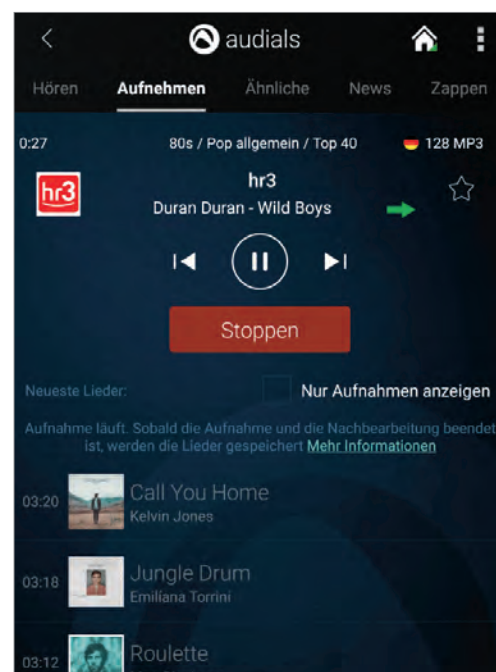 audials
Hören Aufnehmen Ähnliche News Zappen
0:27 80s / Pop allgemein / Top 40 128 MP3
hr3 hr3
Duran Duran - Wild Boys
Stoppen
Neueste Lieder: Nur Aufnahmen anzeigen
Aufnahme läuft. Sobald die Aufnahme und die Nachbearbeitung beendet
ist, werden die Lieder gespeichert Mehr Informationen
03:20 Call You Home
Kelvin Jones
03:18 Jungle Drum
Emilíana Torrini
03:12 Roulette